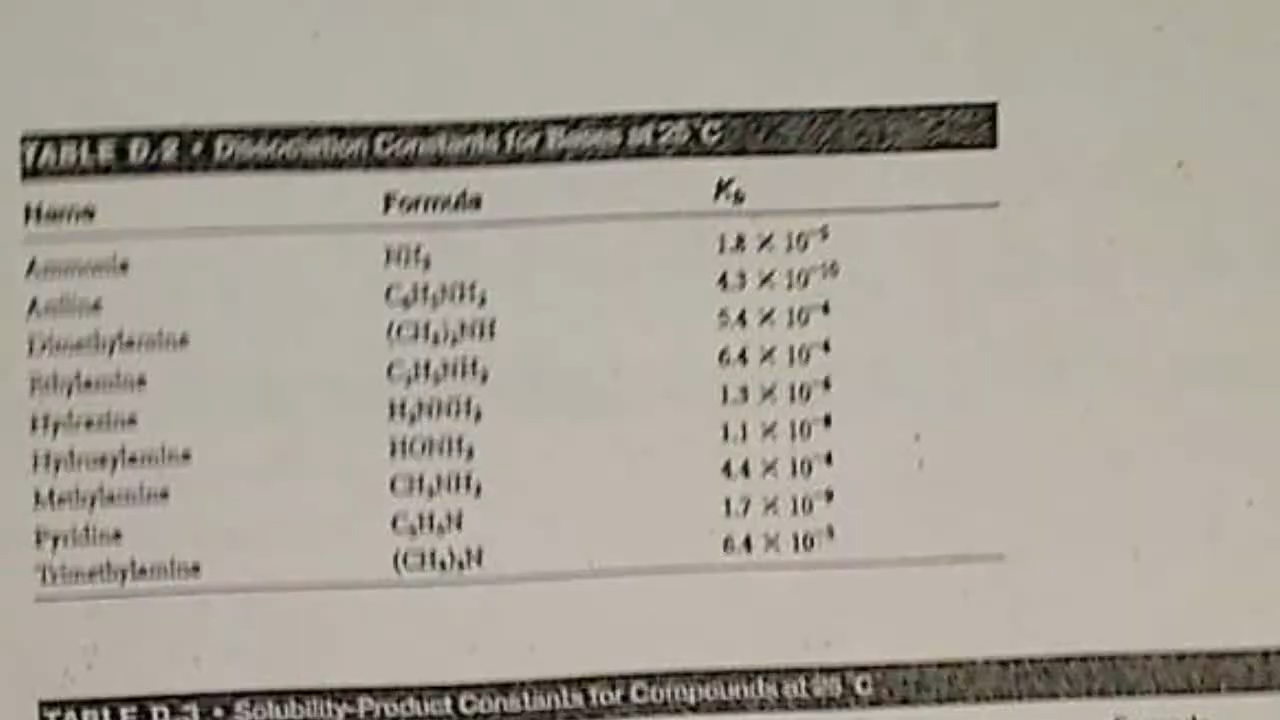 TABLE D.2 • Dissociation Constants for Bases at 25°C
Name Formula K_b
Ammonia NH₃ 1.8 × 10⁻⁵
Aniline C₆H₅NH₂ 4.3 × 10⁻¹⁰
Dimethylamine (CH₃)₂NH 5.4 × 10⁻⁴
Ethylamine C₂H₅NH₂ 6.4 × 10⁻⁴
Hydrazine H₂NNH₂ 1.3 × 10⁻⁶
Hydroxylamine HONH₂ 1.1 × 10⁻⁸
Methylamine CH₃NH₂ 4.4 × 10⁻⁴
Pyridine C₅H₅N 1.7 × 10⁻⁹
Trimethylamine (CH₃)₃N 6.4 × 10⁻⁵
TABLE D.3 • Solubility-Product Constants for Compounds at 25°C